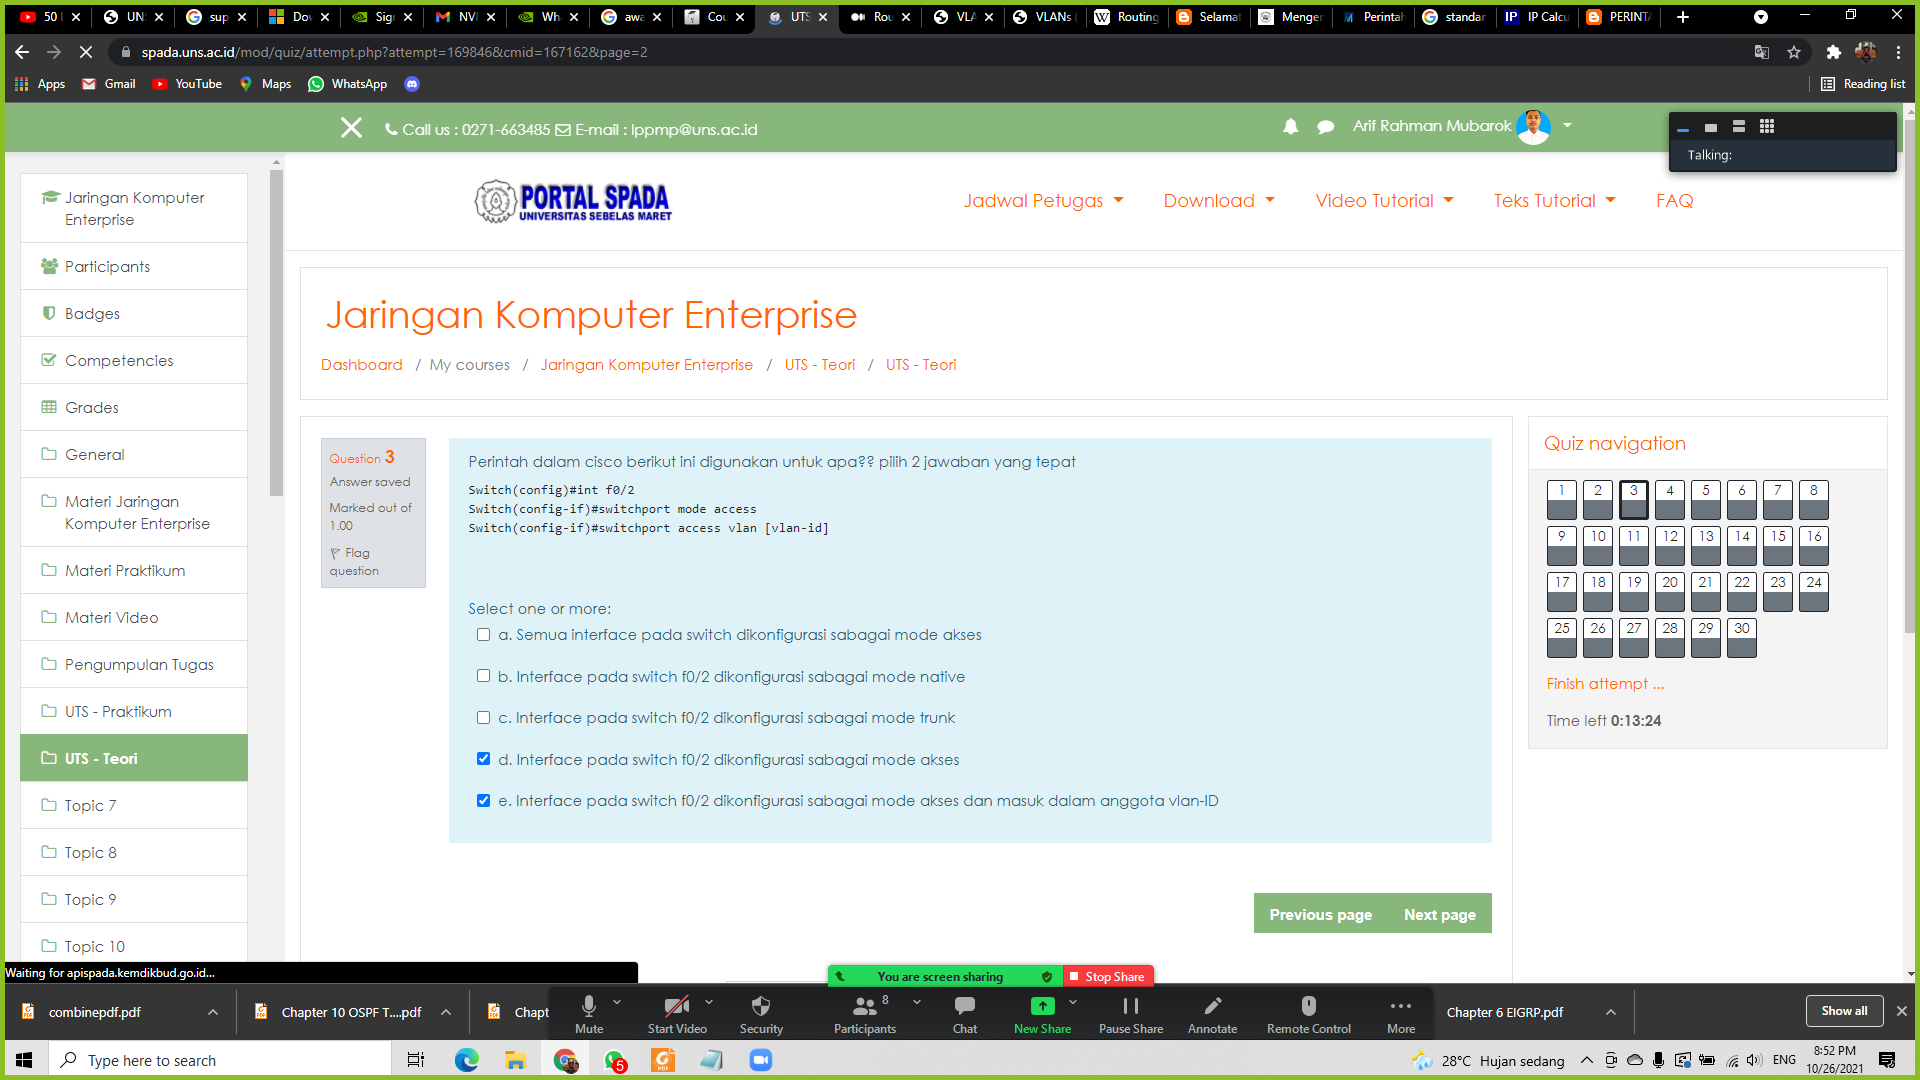 50 l
UNS
sup
Dov
Sigr
NVI
Wha
awa
Cou
UTS
Rou
VLA
VLANs
Routing
Selamat
Menger
Perintah
standar
IP Calcu
PERINTA
spada.uns.ac.id/mod/quiz/attempt.php?attempt=169846&cmid=167162&page=2
Apps
Gmail
YouTube
Maps
WhatsApp
Reading list
Call us : 0271-663485 E-mail : lppmp@uns.ac.id
Arif Rahman Mubarok
Talking:
PORTAL SPADA
UNIVERSITAS SEBELAS MARET
Jadwal Petugas
Download
Video Tutorial
Teks Tutorial
FAQ
Jaringan Komputer
Enterprise
Participants
Badges
Competencies
Grades
General
Materi Jaringan
Komputer Enterprise
Materi Praktikum
Materi Video
Pengumpulan Tugas
UTS - Praktikum
UTS - Teori
Topic 7
Topic 8
Topic 9
Topic 10
Jaringan Komputer Enterprise
Dashboard / My courses / Jaringan Komputer Enterprise / UTS - Teori / UTS - Teori
Question 3
Answer saved
Marked out of
1.00
Flag
question
Perintah dalam cisco berikut ini digunakan untuk apa?? pilih 2 jawaban yang tepat
Switch(config)#int f0/2
Switch(config-if)#switchport mode access
Switch(config-if)#switchport access vlan [vlan-id]
Select one or more:
a. Semua interface pada switch dikonfigurasi sabagai mode akses
b. Interface pada switch f0/2 dikonfigurasi sabagai mode native
c. Interface pada switch f0/2 dikonfigurasi sabagai mode trunk
d. Interface pada switch f0/2 dikonfigurasi sabagai mode akses
e. Interface pada switch f0/2 dikonfigurasi sabagai mode akses dan masuk dalam anggota vlan-ID
Previous page
Next page
Quiz navigation
1 2 3 4 5 6 7 8
9 10 11 12 13 14 15 16
17 18 19 20 21 22 23 24
25 26 27 28 29 30
Finish attempt ...
Time left 0:13:24
Waiting for apispada.kemdikbud.go.id...
You are screen sharing
Stop Share
combinepdf.pdf
Chapter 10 OSPF T....pdf
Chapt
Mute
Start Video
Security
8
Participants
Chat
New Share
Pause Share
Annotate
Remote Control
More
Chapter 6 EIGRP.pdf
Show all
Type here to search
5
28°C Hujan sedang
ENG
8:52 PM
10/26/2021